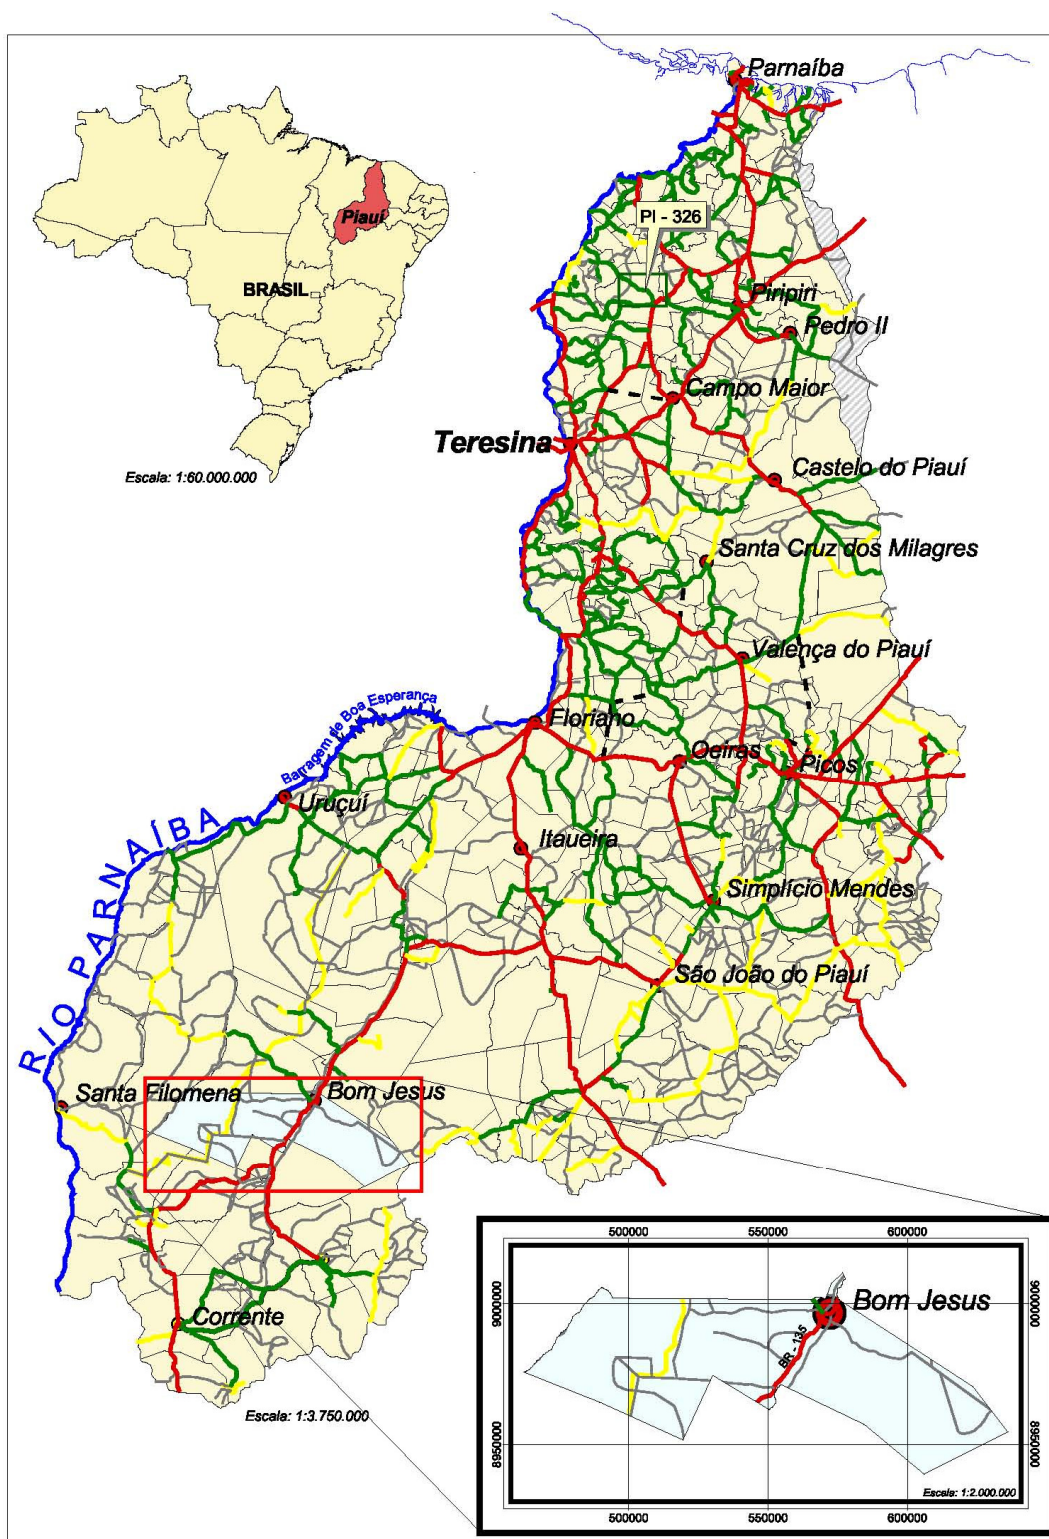 Parnaíba
PI - 326
Piauí
BRASIL
Piripiri
Pedro II
Campo Maior
Teresina
Castelo do Piauí
Escala: 1:60.000.000
Santa Cruz dos Milagres
Valença do Piauí
Barragem de Boa Esperança
Floriano
Oeiras
Picos
Uruçuí
RIO PARNAÍBA
Itaueira
Simplício Mendes
São João do Piauí
Santa Filomena
Bom Jesus
Corrente
Escala: 1:3.750.000
500000 550000 600000
9000000 9000000
Bom Jesus
BR - 135
8950000 8950000
Escala: 1:2.000.000
500000 550000 600000